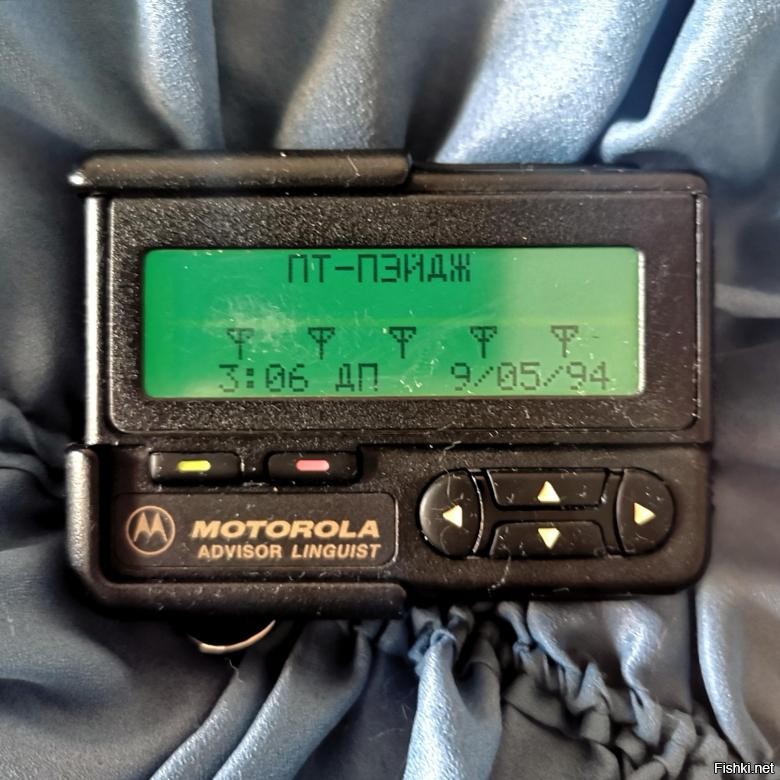 ПТ-ПЭЙДЖ
3:06 ДП 9/05/94
MOTOROLA
ADVISOR LINGUIST
Fishki.net